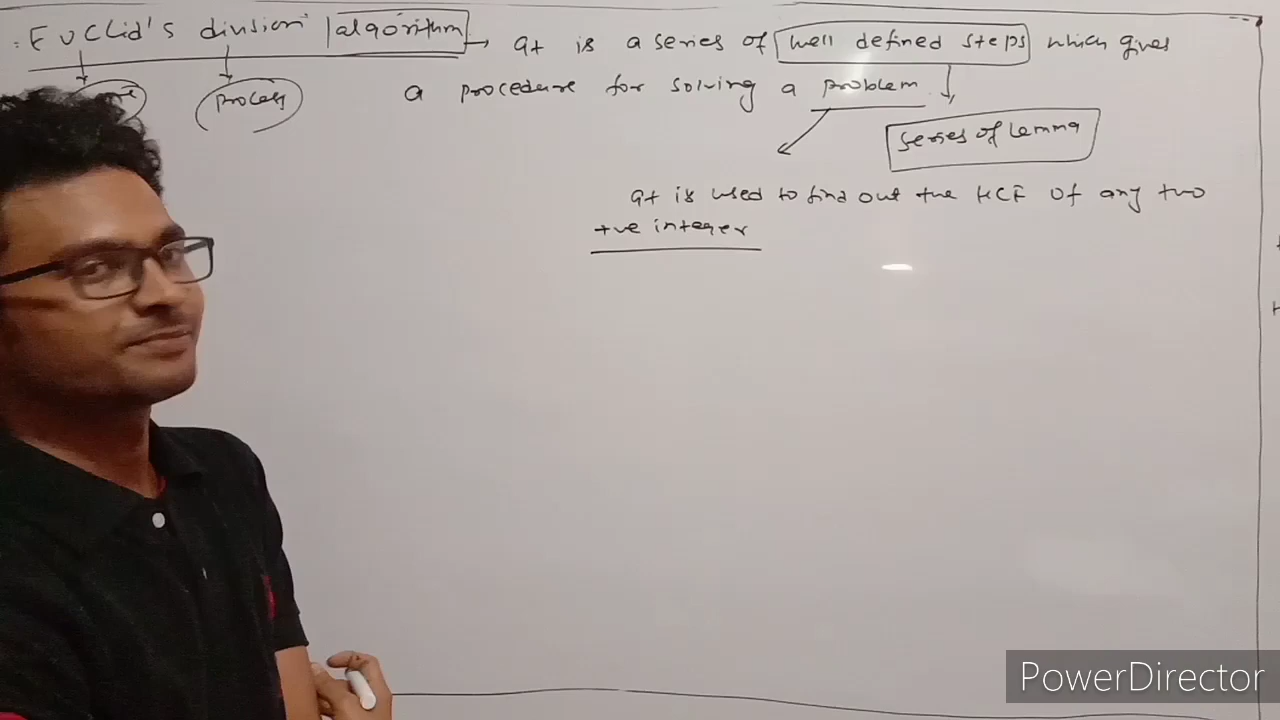 Euclid's division algorithm → It is a series of well defined steps which gives
a procedure for solving a problem.
process
series of Lemma
It is used to find out the HCF of any two
+ve integer
PowerDirector